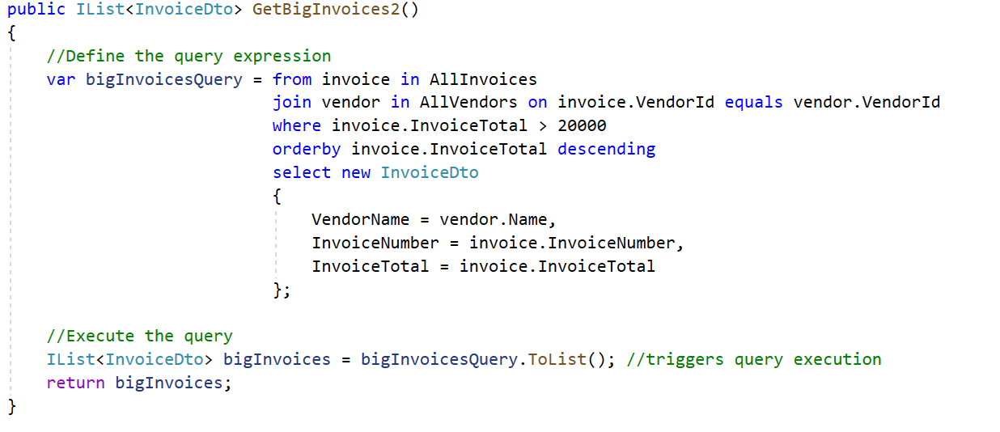 public IList<InvoiceDto> GetBigInvoices2()
{
    //Define the query expression
    var bigInvoicesQuery = from invoice in AllInvoices
                           join vendor in AllVendors on invoice.VendorId equals vendor.VendorId
                           where invoice.InvoiceTotal > 20000
                           orderby invoice.InvoiceTotal descending
                           select new InvoiceDto
                           {
                               VendorName = vendor.Name,
                               InvoiceNumber = invoice.InvoiceNumber,
                               InvoiceTotal = invoice.InvoiceTotal
                           };

    //Execute the query
    IList<InvoiceDto> bigInvoices = bigInvoicesQuery.ToList(); //triggers query execution
    return bigInvoices;
}